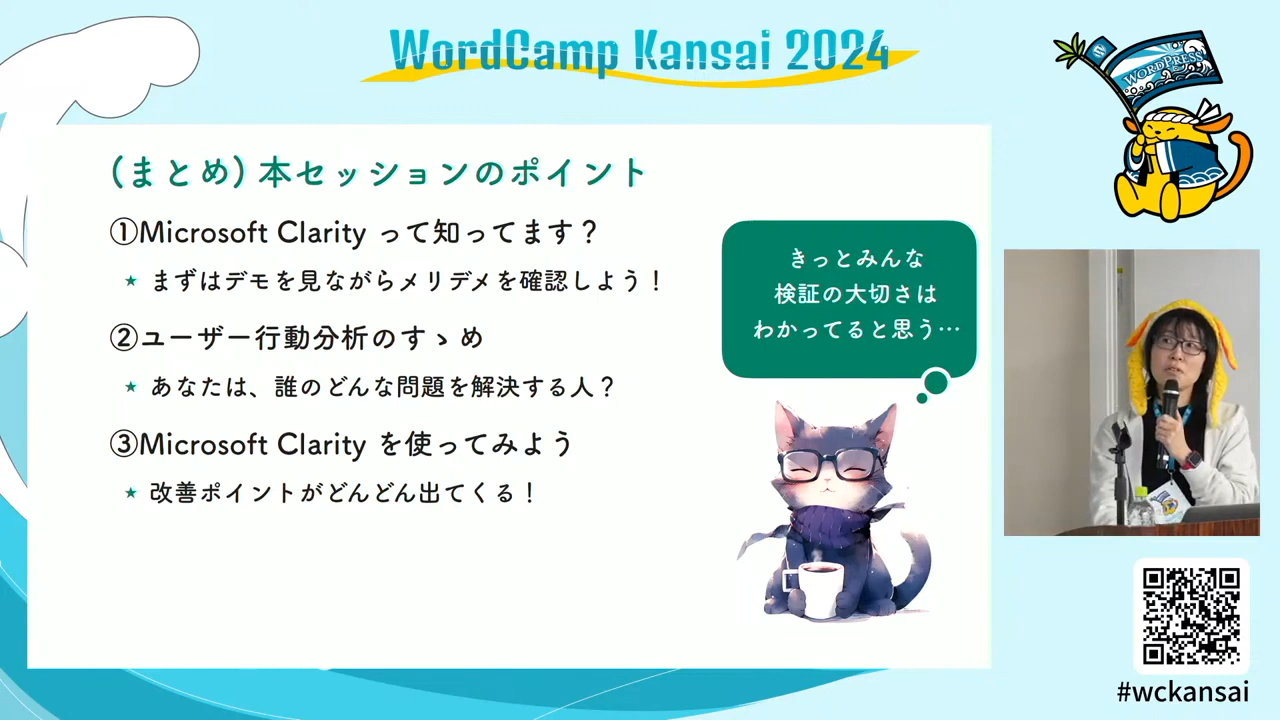 WordCamp Kansai 2024
W
WORDPRESS
(まとめ) 本セッションのポイント
①Microsoft Clarity って知ってます？
★ まずはデモを見ながらメリデメを確認しよう！
②ユーザー行動分析のすゝめ
★ あなたは、誰のどんな問題を解決する人？
③Microsoft Clarity を使ってみよう
★ 改善ポイントがどんどん出てくる！
きっとみんな
検証の大切さは
わかってると思う…
#wckansai